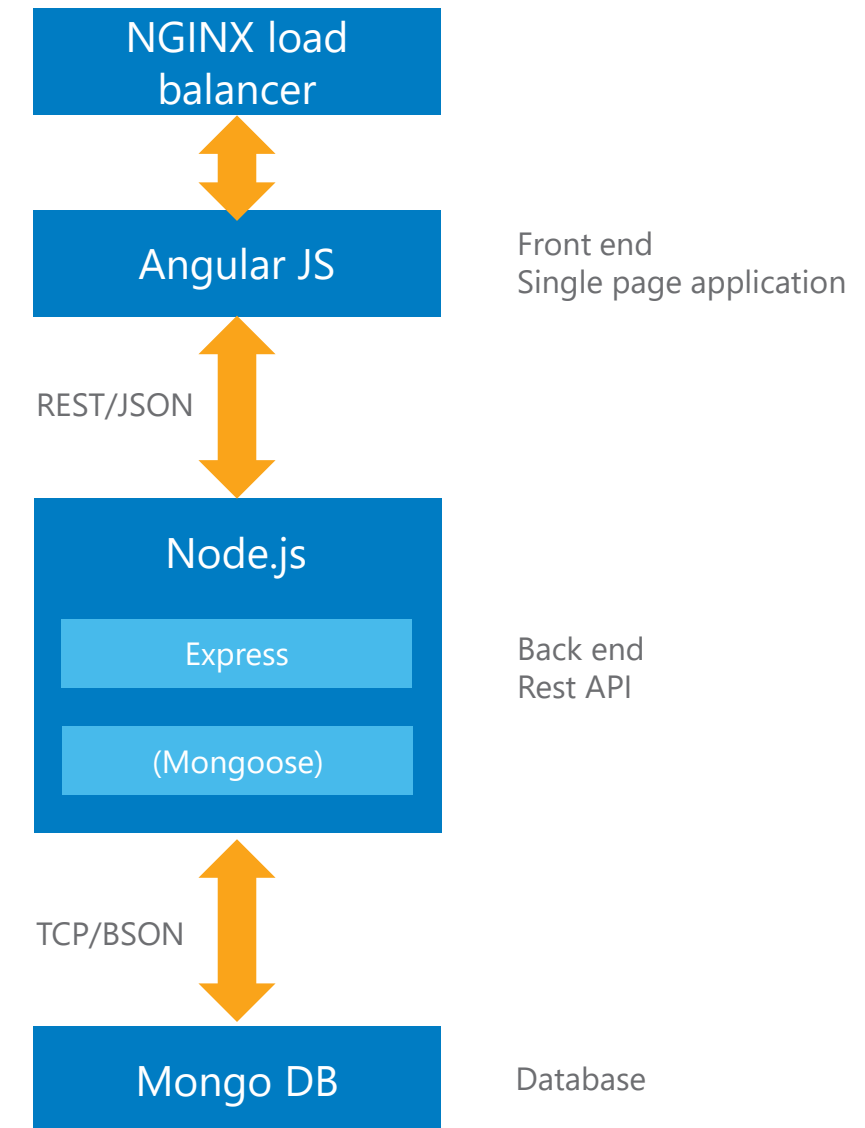 NGINX load
balancer
Angular JS
Front end
Single page application
REST/JSON
Node.js
Express
(Mongoose)
Back end
Rest API
TCP/BSON
Mongo DB
Database